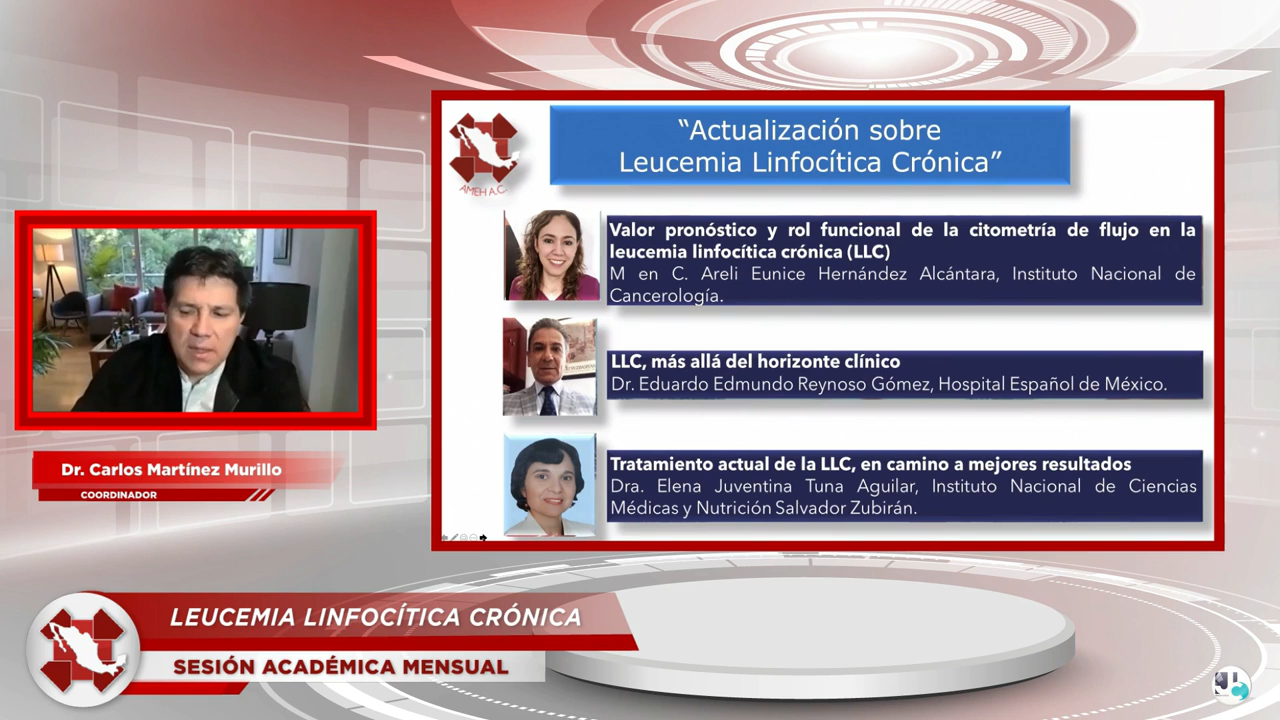 AMEH A.C.
“Actualización sobre
Leucemia Linfocítica Crónica”
Valor pronóstico y rol funcional de la citometría de flujo en la
leucemia linfocítica crónica (LLC)
M en C. Areli Eunice Hernández Alcántara, Instituto Nacional de
Cancerología.
LLC, más allá del horizonte clínico
Dr. Eduardo Edmundo Reynoso Gómez, Hospital Español de México.
Tratamiento actual de la LLC, en camino a mejores resultados
Dra. Elena Juventina Tuna Aguilar, Instituto Nacional de Ciencias
Médicas y Nutrición Salvador Zubirán.
Dr. Carlos Martínez Murillo
COORDINADOR
LEUCEMIA LINFOCÍTICA CRÓNICA
SESIÓN ACADÉMICA MENSUAL